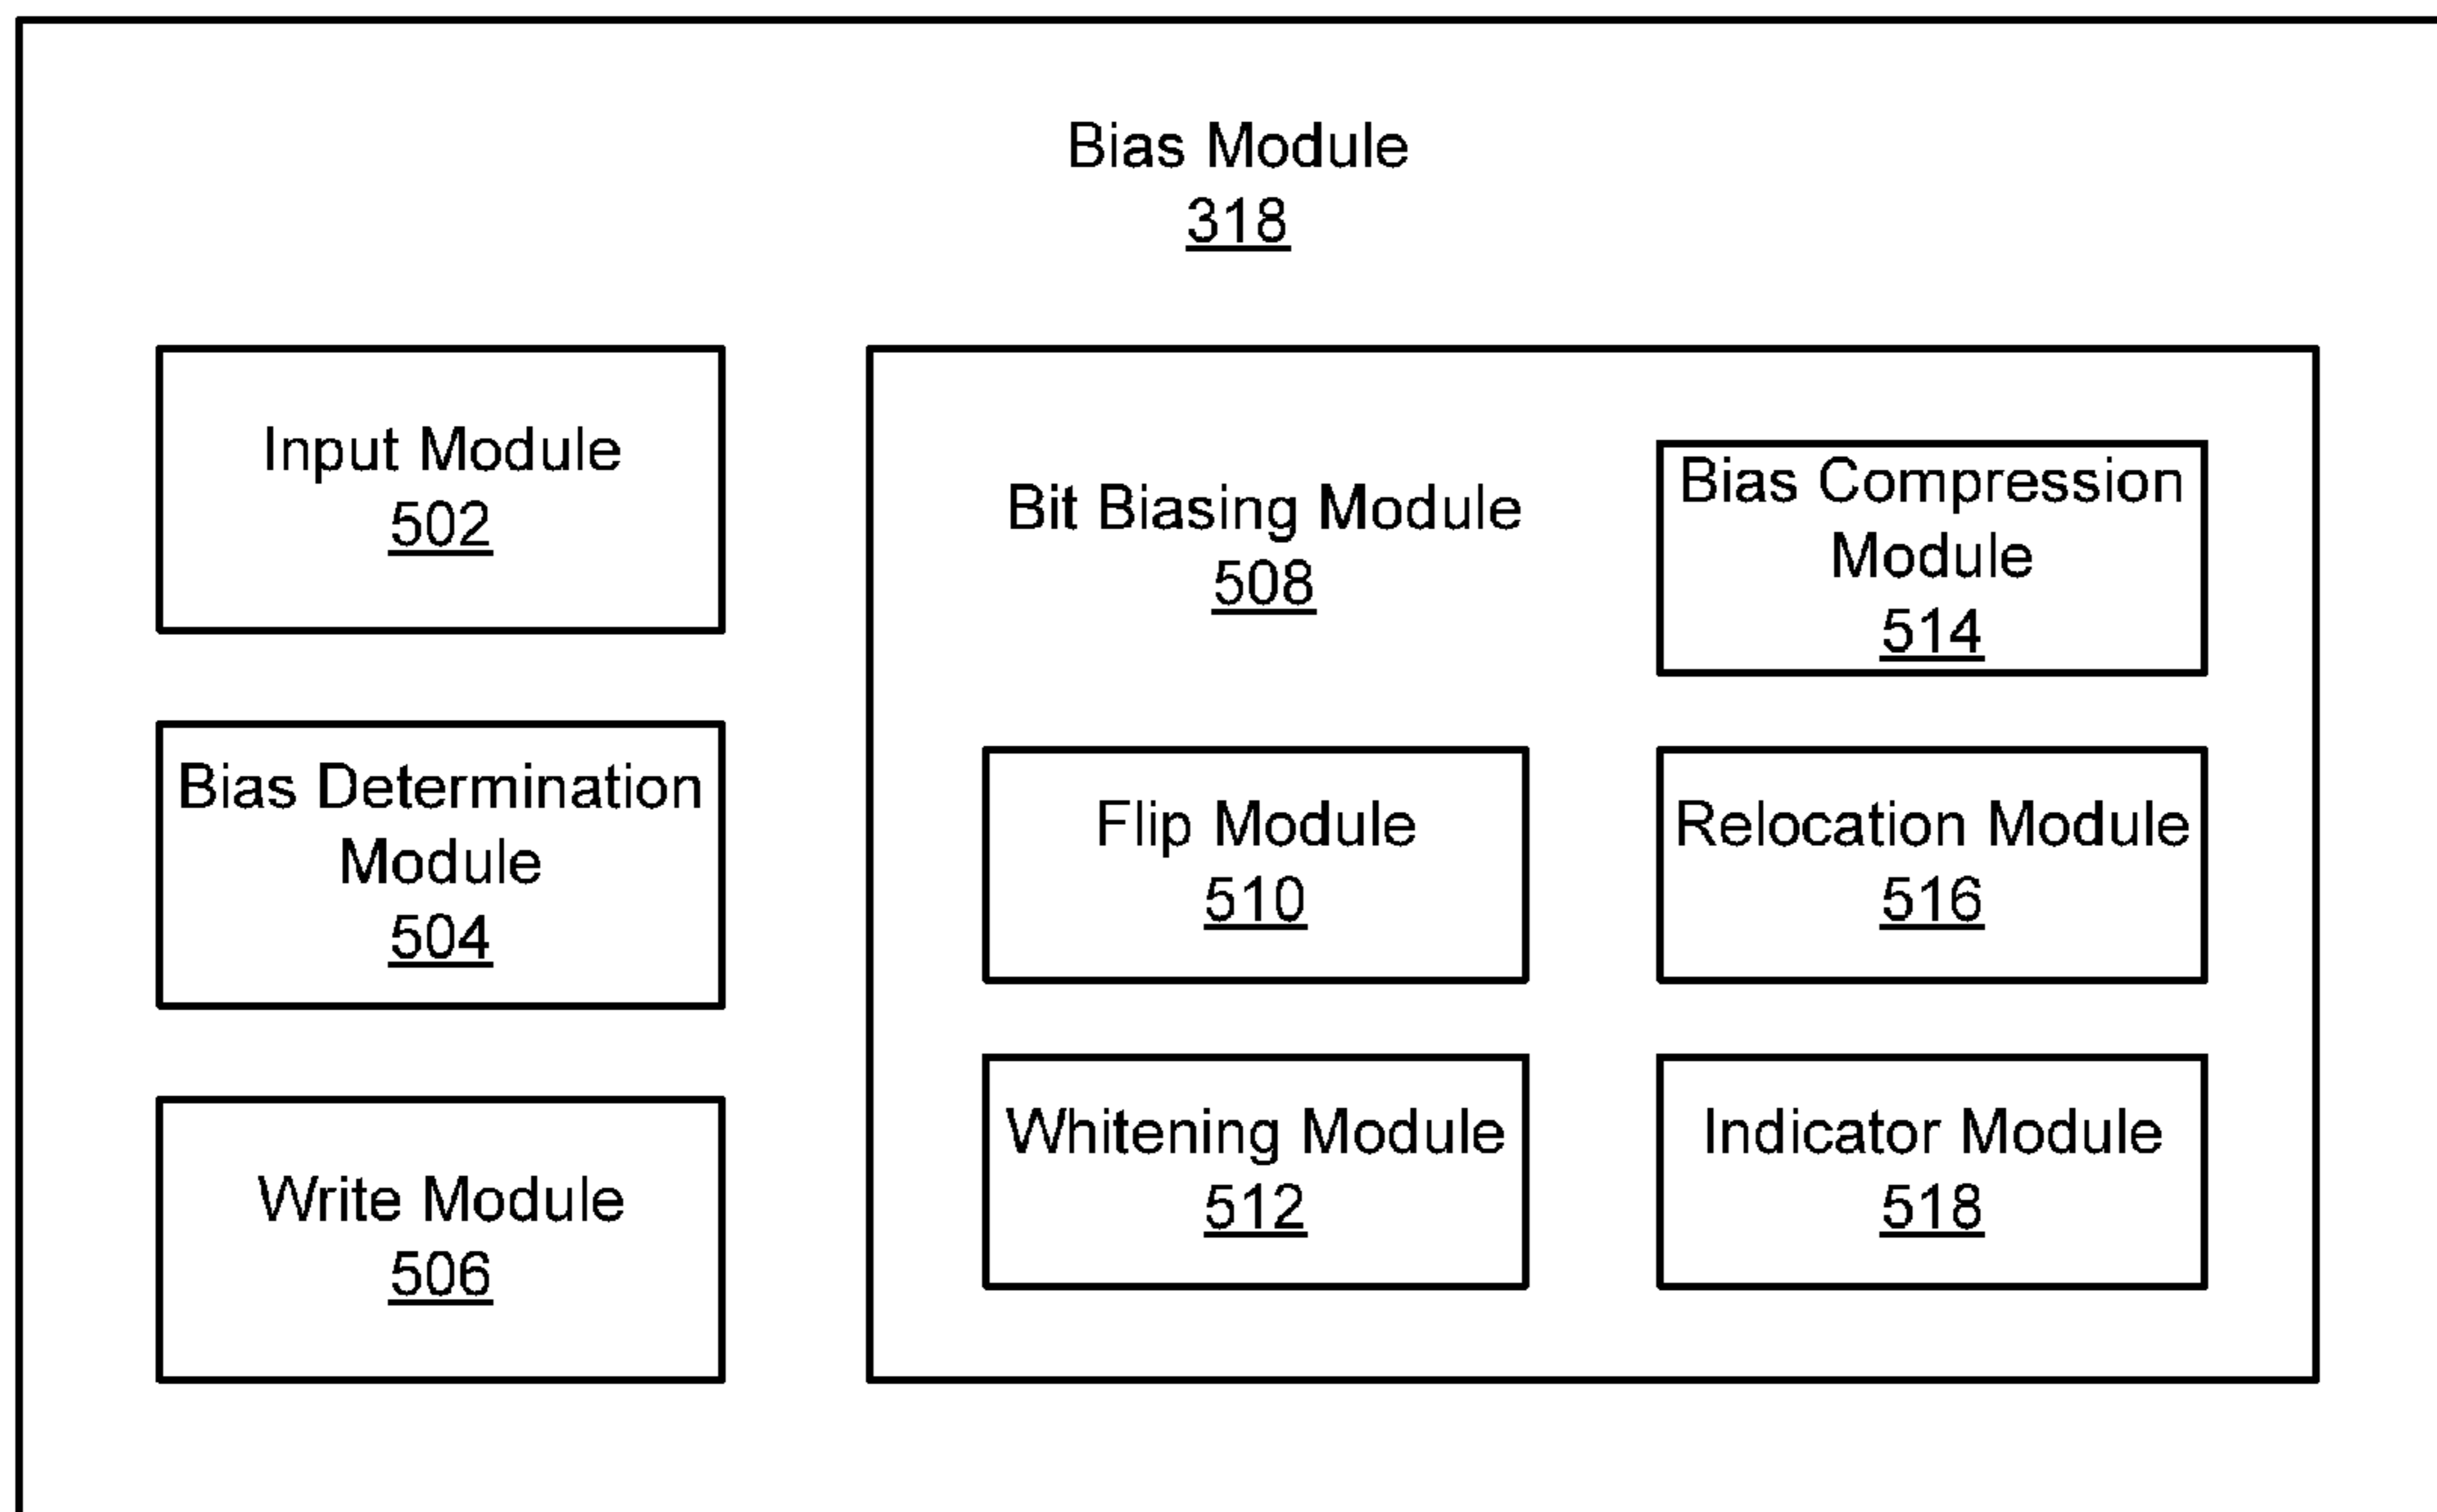 Bias Module
318
Input Module
502
Bias Determination
Module
504
Write Module
506
Bit Biasing Module
508
Bias Compression
Module
514
Flip Module
510
Relocation Module
516
Whitening Module
512
Indicator Module
518